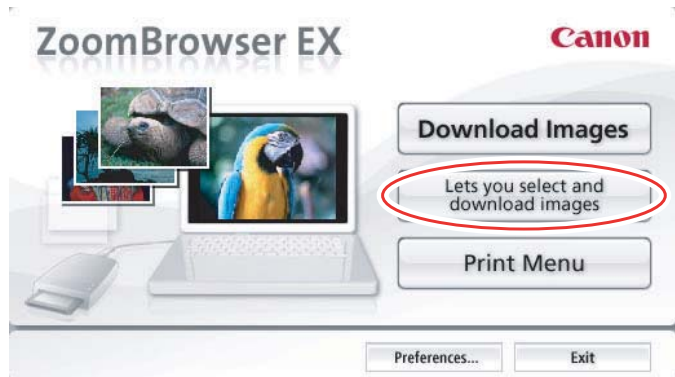 ZoomBrowser EX
Canon
Download Images
Lets you select and
download images
Print Menu
Preferences...
Exit